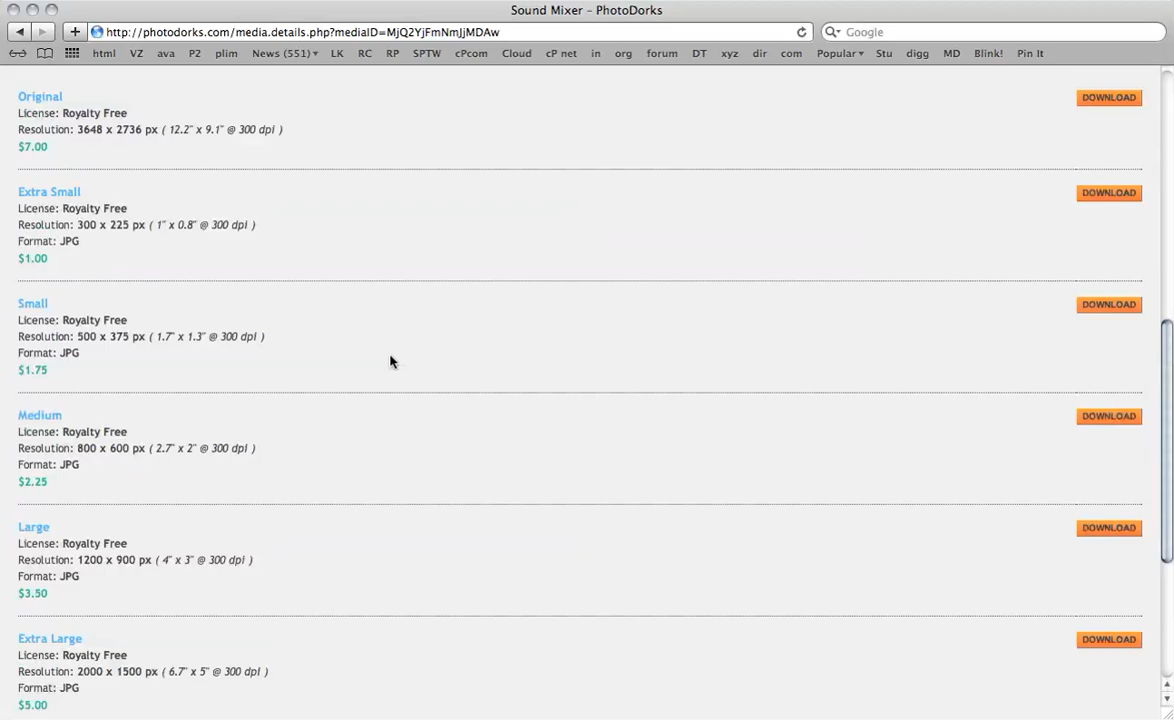 Sound Mixer – PhotoDorks
http://photodorks.com/media.details.php?mediaID=MjQ2YjFmNmJjMDAw
Google
html VZ ava P2 plim News (551) LK RC RP SPTW cPcom Cloud cP net in org forum DT xyz dir com Popular Stu digg MD Blink! Pin It
Original DOWNLOAD
License: Royalty Free
Resolution: 3648 x 2736 px ( 12.2" x 9.1" @ 300 dpi )
$7.00
Extra Small DOWNLOAD
License: Royalty Free
Resolution: 300 x 225 px ( 1" x 0.8" @ 300 dpi )
Format: JPG
$1.00
Small DOWNLOAD
License: Royalty Free
Resolution: 500 x 375 px ( 1.7" x 1.3" @ 300 dpi )
Format: JPG
$1.75
Medium DOWNLOAD
License: Royalty Free
Resolution: 800 x 600 px ( 2.7" x 2" @ 300 dpi )
Format: JPG
$2.25
Large DOWNLOAD
License: Royalty Free
Resolution: 1200 x 900 px ( 4" x 3" @ 300 dpi )
Format: JPG
$3.50
Extra Large DOWNLOAD
License: Royalty Free
Resolution: 2000 x 1500 px ( 6.7" x 5" @ 300 dpi )
Format: JPG
$5.00